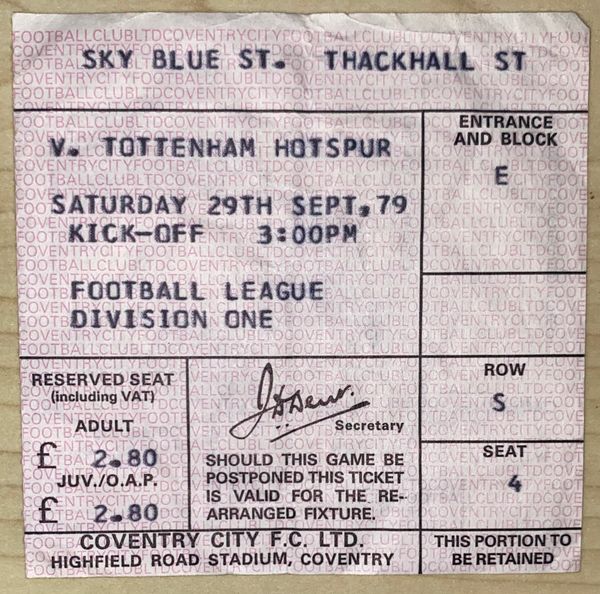 SKY BLUE ST. THACKHALL ST
V. TOTTENHAM HOTSPUR
SATURDAY 29TH SEPT,79
KICK-OFF 3:00PM
FOOTBALL LEAGUE
DIVISION ONE
ENTRANCE
AND BLOCK
E
RESERVED SEAT
(including VAT)
ADULT
£ 2.80
JUV./O.A.P.
£ 2.80
Secretary
SHOULD THIS GAME BE
POSTPONED THIS TICKET
IS VALID FOR THE RE-
ARRANGED FIXTURE.
ROW
S
SEAT
4
COVENTRY CITY F.C. LTD.
HIGHFIELD ROAD STADIUM, COVENTRY
THIS PORTION TO
BE RETAINED